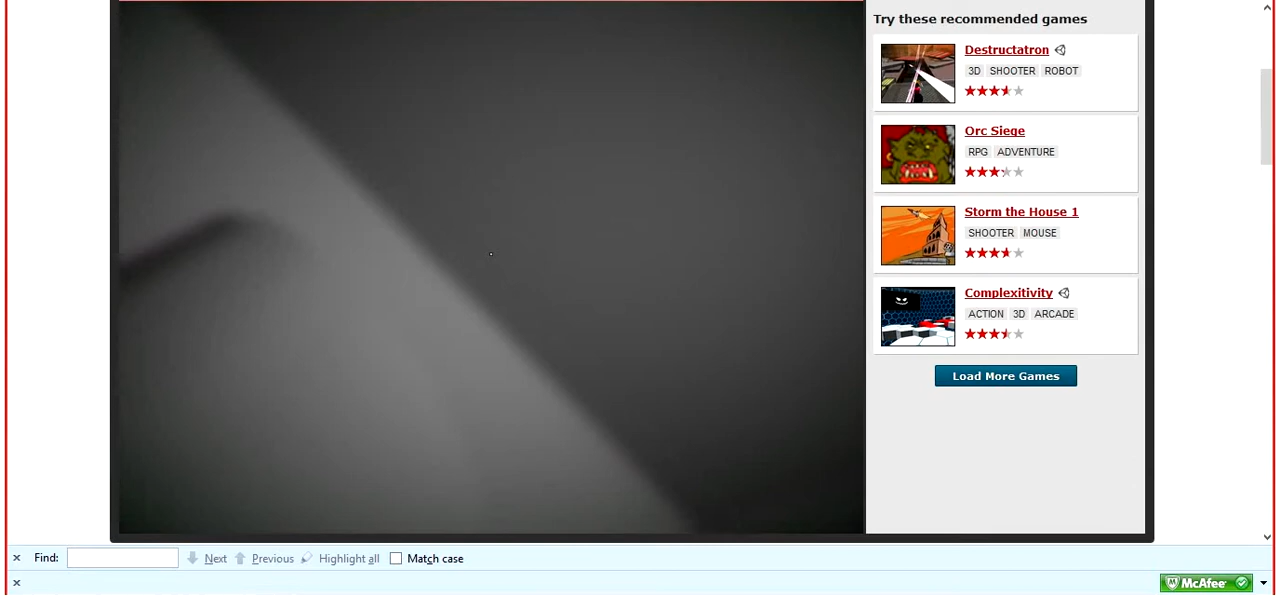 Try these recommended games
Destructatron
3D SHOOTER ROBOT
Orc Siege
RPG ADVENTURE
Storm the House 1
SHOOTER MOUSE
Complexitivity
ACTION 3D ARCADE
Load More Games
Find: Next Previous Highlight all Match case
McAfee